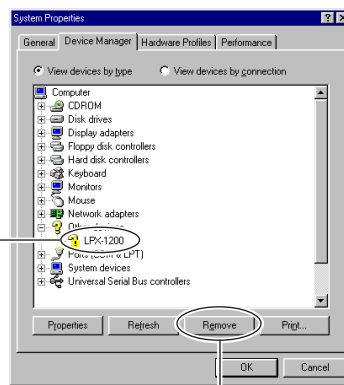 System Properties
General Device Manager Hardware Profiles Performance
View devices by type View devices by connection
Computer
CDROM
Disk drives
Display adapters
Floppy disk controllers
Hard disk controllers
Keyboard
Monitors
Mouse
Network adapters
Other devices
LPX-1200
Ports (COM & LPT)
System devices
Universal Serial Bus controllers
Properties Refresh Remove Print...
OK Cancel